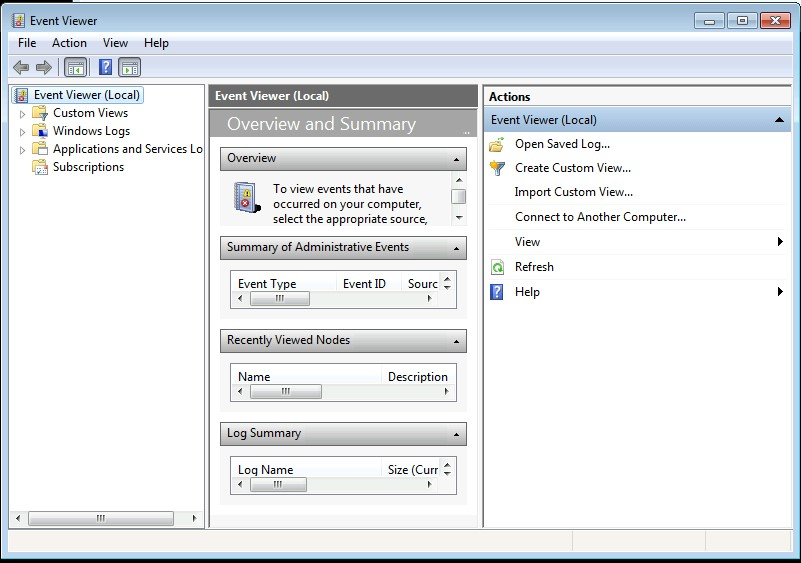 Event Viewer
File Action View Help
Event Viewer (Local)
Custom Views
Windows Logs
Applications and Services Lo
Subscriptions
Event Viewer (Local)
Overview and Summary ..
Overview
To view events that have
occurred on your computer,
select the appropriate source,
Summary of Administrative Events
Event Type Event ID Sourc
Recently Viewed Nodes
Name Description
Log Summary
Log Name Size (Curr
Actions
Event Viewer (Local)
Open Saved Log...
Create Custom View...
Import Custom View...
Connect to Another Computer...
View
Refresh
Help